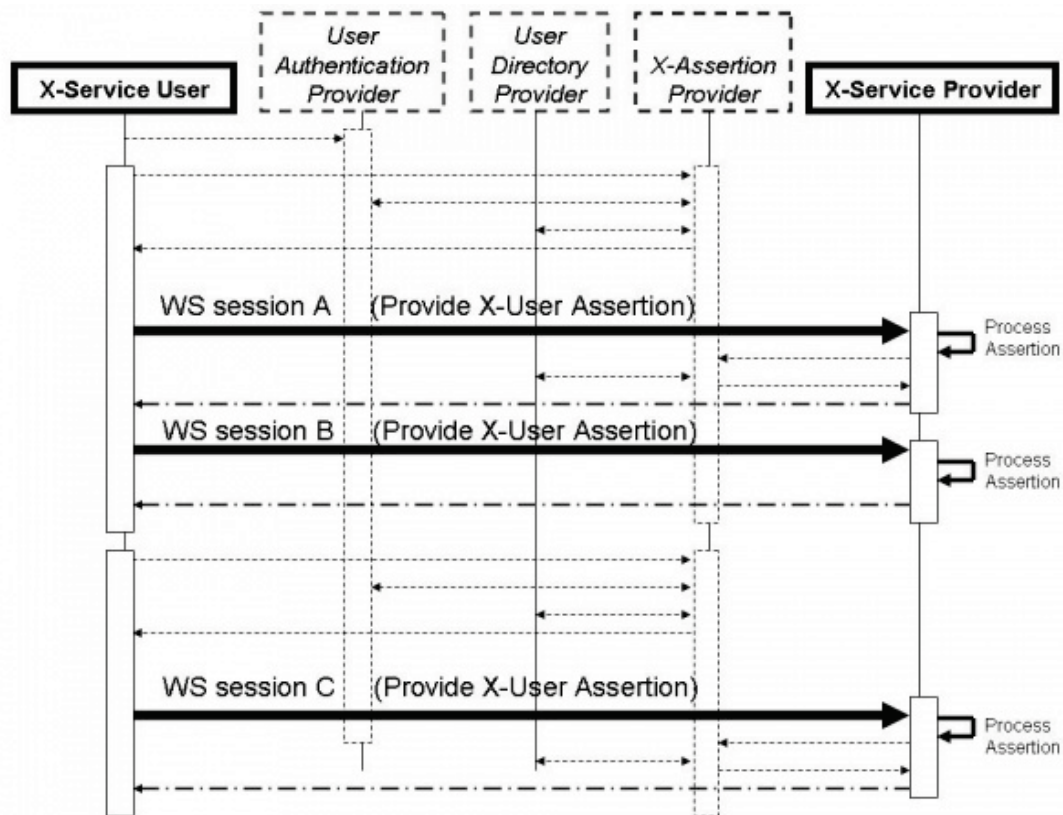 X-Service User
User
Authentication
Provider
User
Directory
Provider
X-Assertion
Provider
X-Service Provider
WS session A (Provide X-User Assertion)
Process
Assertion
WS session B (Provide X-User Assertion)
Process
Assertion
WS session C (Provide X-User Assertion)
Process
Assertion